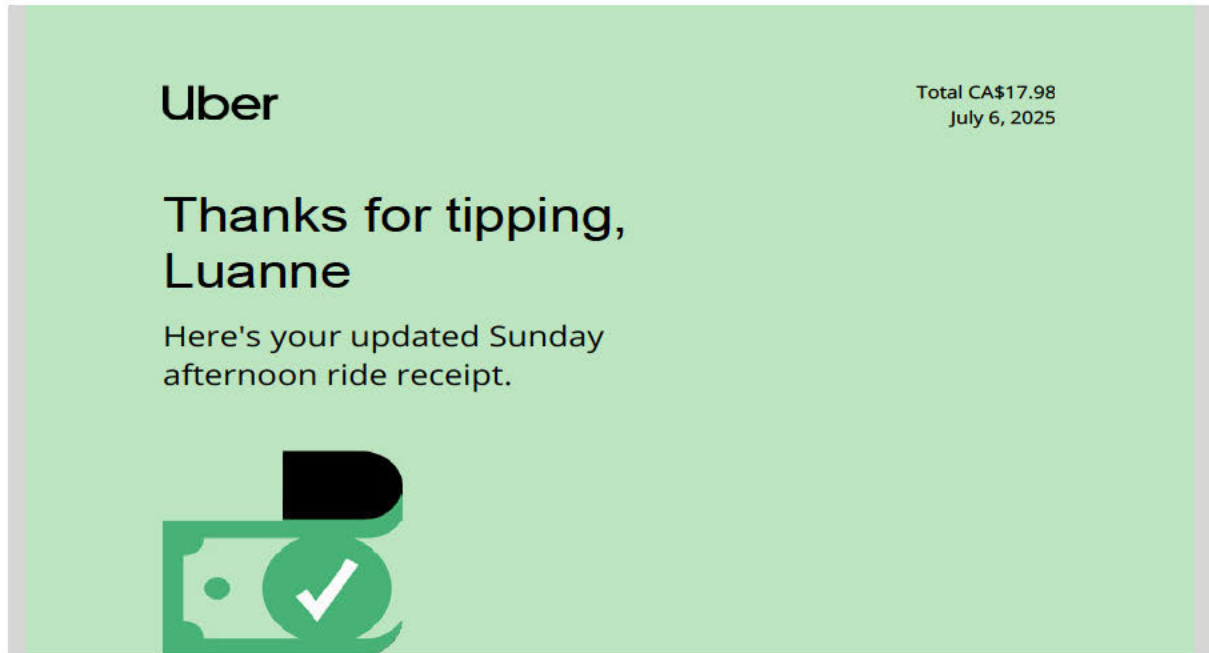 Uber
Total CA$17.98
July 6, 2025
Thanks for tipping,
Luanne
Here's your updated Sunday
afternoon ride receipt.